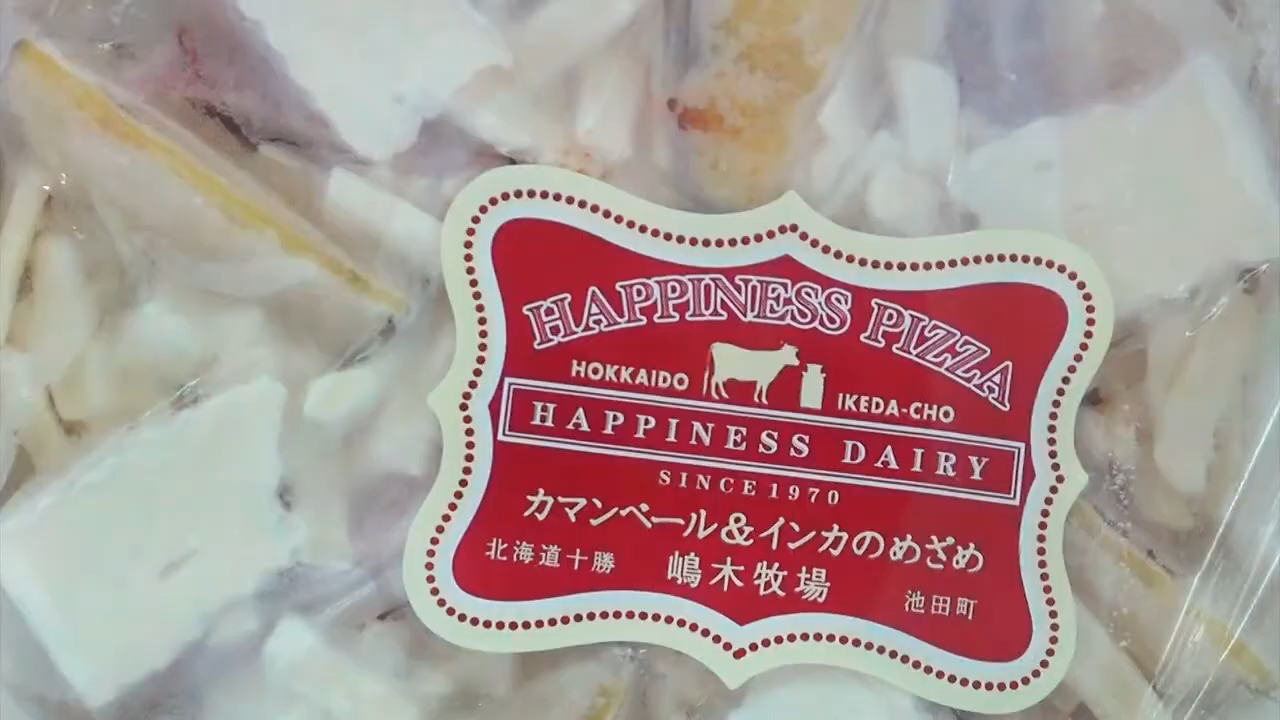 HAPPINESS PIZZA
HOKKAIDO IKEDA-CHO
HAPPINESS DAIRY
SINCE 1970
カマンベール&インカのめざめ
北海道十勝 嶋木牧場 池田町